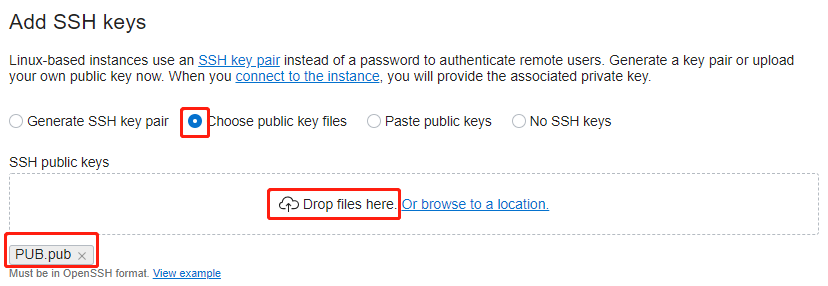 Add SSH keys
Linux-based instances use an SSH key pair instead of a password to authenticate remote users. Generate a key pair or upload
your own public key now. When you connect to the instance, you will provide the associated private key.
Generate SSH key pair Choose public key files Paste public keys No SSH keys
SSH public keys
Drop files here. Or browse to a location.
PUB.pub ×
Must be in OpenSSH format. View example